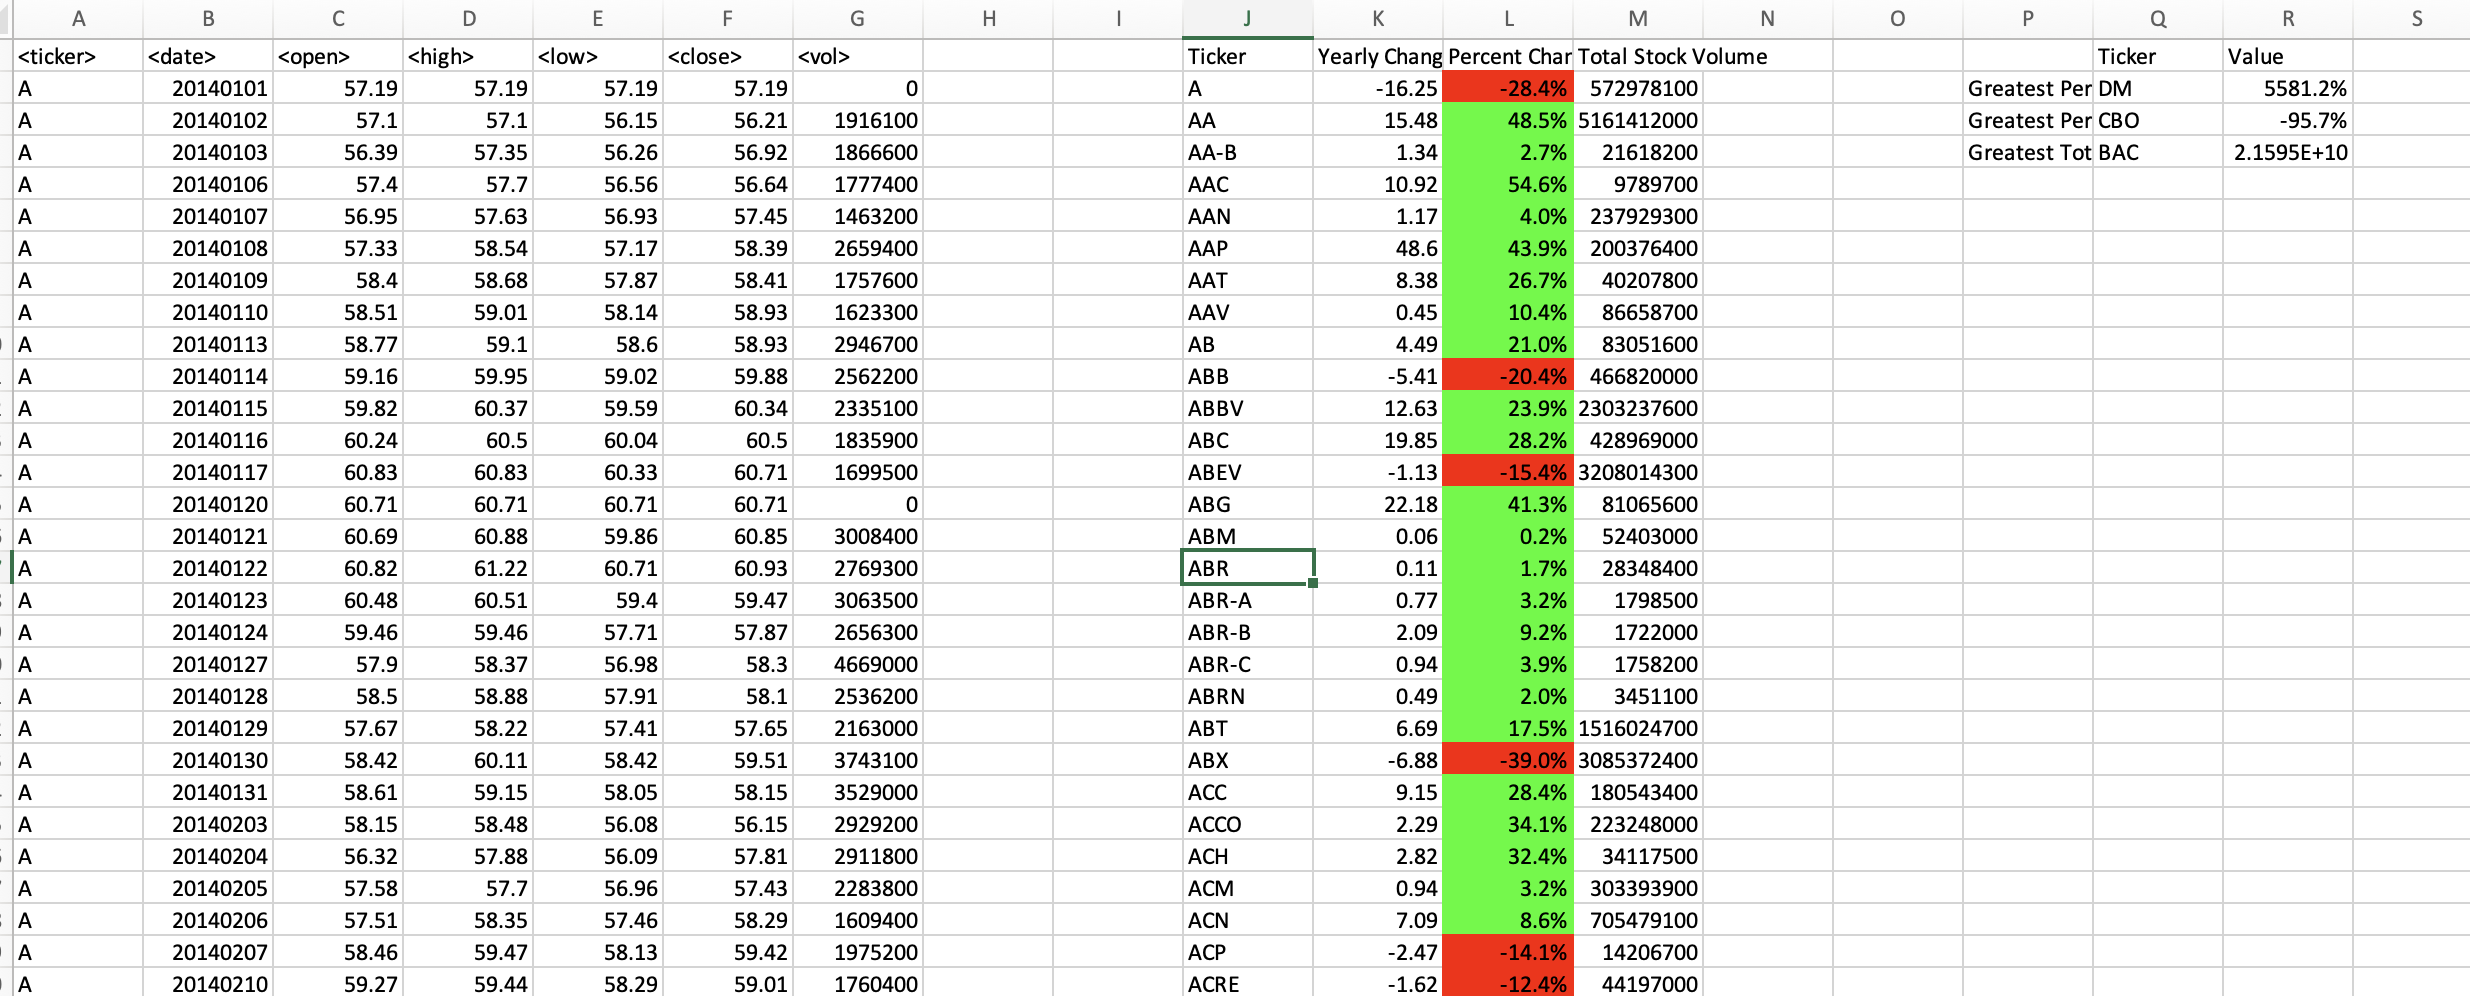 A B C D E F G H I J K L M N O P Q R S
<ticker> <date> <open> <high> <low> <close> <vol> Ticker Yearly Chang Percent Char Total Stock Volume Ticker Value
A 20140101 57.19 57.19 57.19 57.19 0 A -16.25 -28.4% 572978100 Greatest Per DM 5581.2%
A 20140102 57.1 57.1 56.15 56.21 1916100 AA 15.48 48.5% 5161412000 Greatest Per CBO -95.7%
A 20140103 56.39 57.35 56.26 56.92 1866600 AA-B 1.34 2.7% 21618200 Greatest Tot BAC 2.1595E+10
A 20140106 57.4 57.7 56.56 56.64 1777400 AAC 10.92 54.6% 9789700
A 20140107 56.95 57.63 56.93 57.45 1463200 AAN 1.17 4.0% 237929300
A 20140108 57.33 58.54 57.17 58.39 2659400 AAP 48.6 43.9% 200376400
A 20140109 58.4 58.68 57.87 58.41 1757600 AAT 8.38 26.7% 40207800
A 20140110 58.51 59.01 58.14 58.93 1623300 AAV 0.45 10.4% 86658700
A 20140113 58.77 59.1 58.6 58.93 2946700 AB 4.49 21.0% 83051600
A 20140114 59.16 59.95 59.02 59.88 2562200 ABB -5.41 -20.4% 466820000
A 20140115 59.82 60.37 59.59 60.34 2335100 ABBV 12.63 23.9% 2303237600
A 20140116 60.24 60.5 60.04 60.5 1835900 ABC 19.85 28.2% 428969000
A 20140117 60.83 60.83 60.33 60.71 1699500 ABEV -1.13 -15.4% 3208014300
A 20140120 60.71 60.71 60.71 60.71 0 ABG 22.18 41.3% 81065600
A 20140121 60.69 60.88 59.86 60.85 3008400 ABM 0.06 0.2% 52403000
A 20140122 60.82 61.22 60.71 60.93 2769300 ABR 0.11 1.7% 28348400
A 20140123 60.48 60.51 59.4 59.47 3063500 ABR-A 0.77 3.2% 1798500
A 20140124 59.46 59.46 57.71 57.87 2656300 ABR-B 2.09 9.2% 1722000
A 20140127 57.9 58.37 56.98 58.3 4669000 ABR-C 0.94 3.9% 1758200
A 20140128 58.5 58.88 57.91 58.1 2536200 ABRN 0.49 2.0% 3451100
A 20140129 57.67 58.22 57.41 57.65 2163000 ABT 6.69 17.5% 1516024700
A 20140130 58.42 60.11 58.42 59.51 3743100 ABX -6.88 -39.0% 3085372400
A 20140131 58.61 59.15 58.05 58.15 3529000 ACC 9.15 28.4% 180543400
A 20140203 58.15 58.48 56.08 56.15 2929200 ACCO 2.29 34.1% 223248000
A 20140204 56.32 57.88 56.09 57.81 2911800 ACH 2.82 32.4% 34117500
A 20140205 57.58 57.7 56.96 57.43 2283800 ACM 0.94 3.2% 303393900
A 20140206 57.51 58.35 57.46 58.29 1609400 ACN 7.09 8.6% 705479100
A 20140207 58.46 59.47 58.13 59.42 1975200 ACP -2.47 -14.1% 14206700
A 20140210 59.27 59.44 58.29 59.01 1760400 ACRE -1.62 -12.4% 44197000